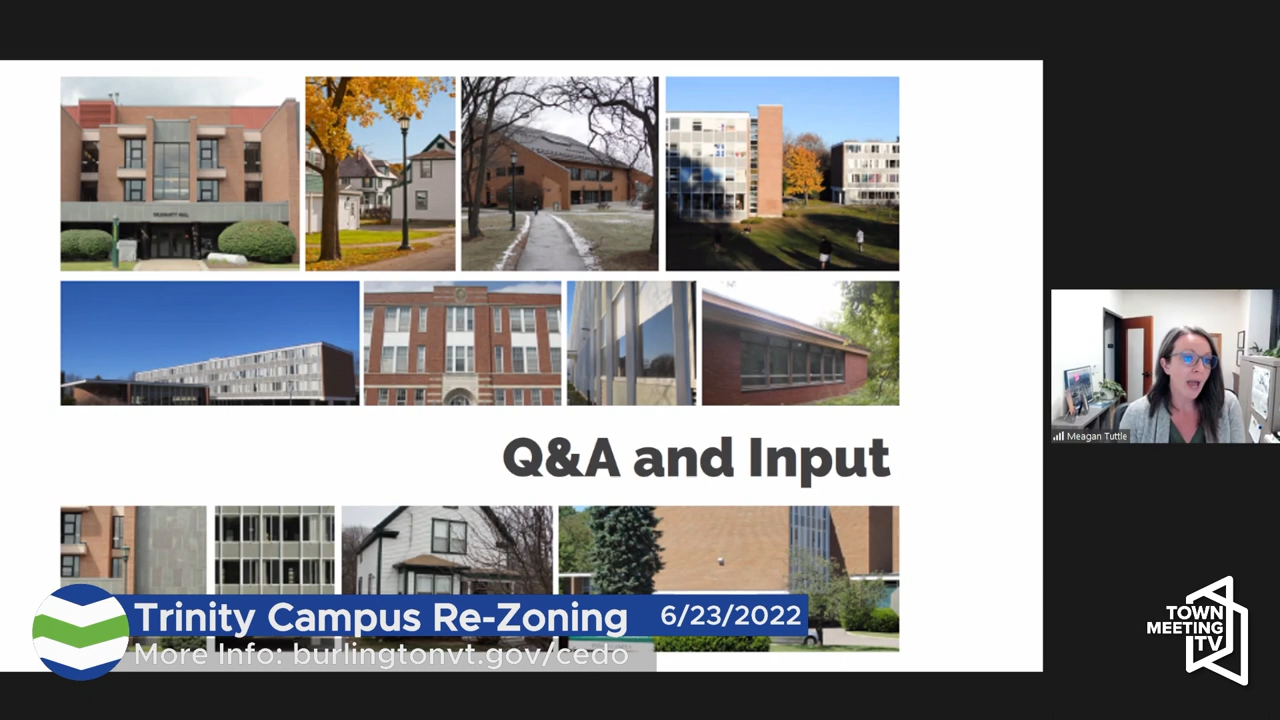 Q&A and Input
Meagan Tuttle
Trinity Campus Re-Zoning 6/23/2022
More Info: burlingtonvt.gov/cedo
TOWN
MEETING
TV